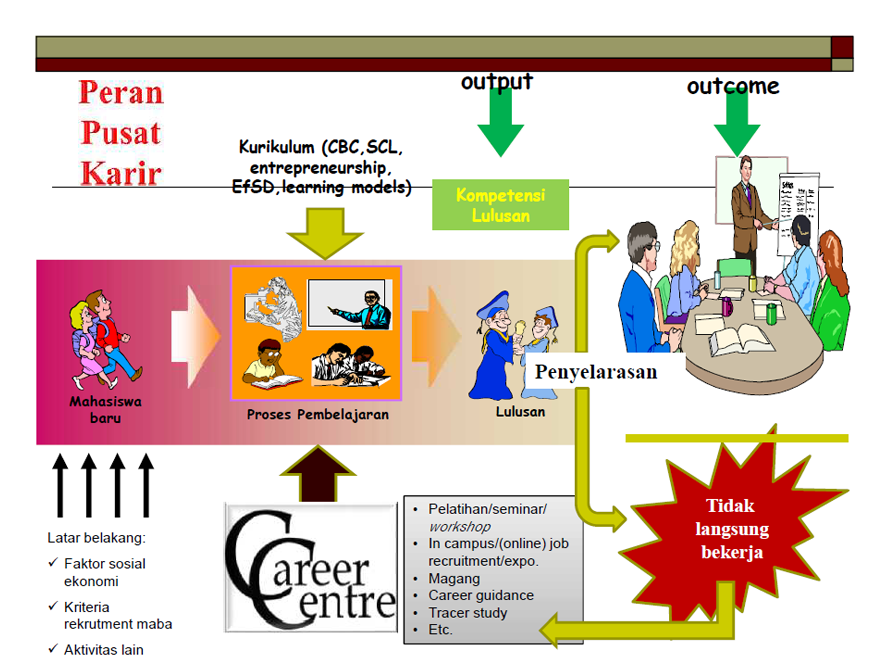 Peran
Pusat
Karir
output
outcome
Kurikulum (CBC,SCL,
entrepreneurship,
EfSD,learning models)
Kompetensi
Lulusan
Mahasiswa
baru
Proses Pembelajaran
Lulusan
Penyelarasan
Latar belakang:
✓ Faktor sosial
ekonomi
✓ Kriteria
rekrutment maba
✓ Aktivitas lain
Career
Centre
• Pelatihan/seminar/
workshop
• In campus/(online) job
recruitment/expo.
• Magang
• Career guidance
• Tracer study
• Etc.
Tidak
langsung
bekerja